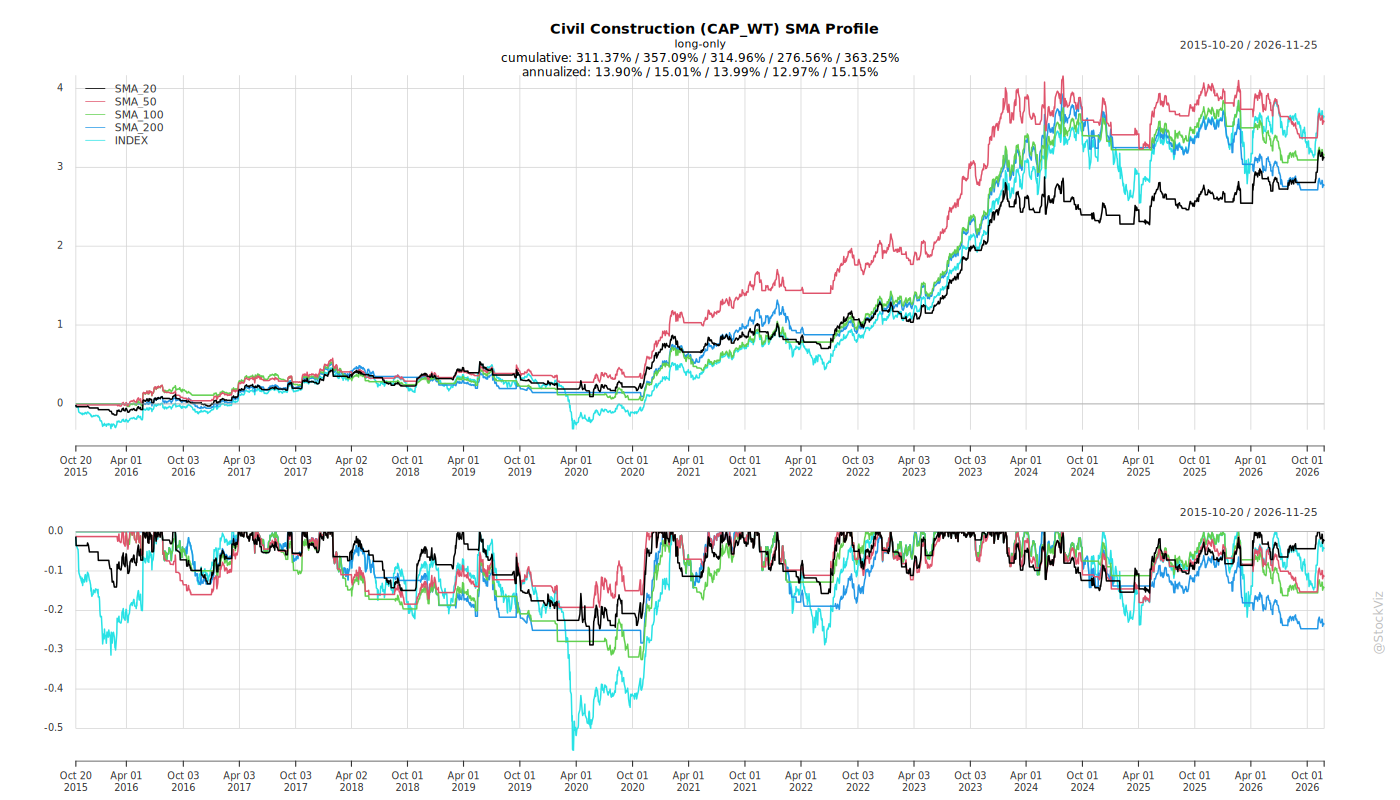 Civil Construction (CAP_WT) SMA Profile
long-only
2015-10-20 / 2026-11-25
cumulative: 311.37% / 357.09% / 314.96% / 276.56% / 363.25%
annualized: 13.90% / 15.01% / 13.99% / 12.97% / 15.15%
SMA_20
SMA_50
SMA_100
SMA_200
INDEX
4
3
2
1
0
Oct 20 Apr 01 Oct 03 Apr 03 Oct 03 Apr 02 Oct 01 Apr 01 Oct 01 Apr 01 Oct 01 Apr 01 Oct 01 Apr 01 Oct 03 Apr 03 Oct 03 Apr 01 Oct 01 Apr 01 Oct 01 Apr 01 Oct 01
2015 2016 2016 2017 2017 2018 2018 2019 2019 2020 2020 2021 2021 2022 2022 2023 2023 2024 2024 2025 2025 2026 2026
2015-10-20 / 2026-11-25
0.0
-0.1
-0.2
-0.3
-0.4
-0.5
Oct 20 Apr 01 Oct 03 Apr 03 Oct 03 Apr 02 Oct 01 Apr 01 Oct 01 Apr 01 Oct 01 Apr 01 Oct 01 Apr 01 Oct 03 Apr 03 Oct 03 Apr 01 Oct 01 Apr 01 Oct 01 Apr 01 Oct 01
2015 2016 2016 2017 2017 2018 2018 2019 2019 2020 2020 2021 2021 2022 2022 2023 2023 2024 2024 2025 2025 2026 2026
@StockViz